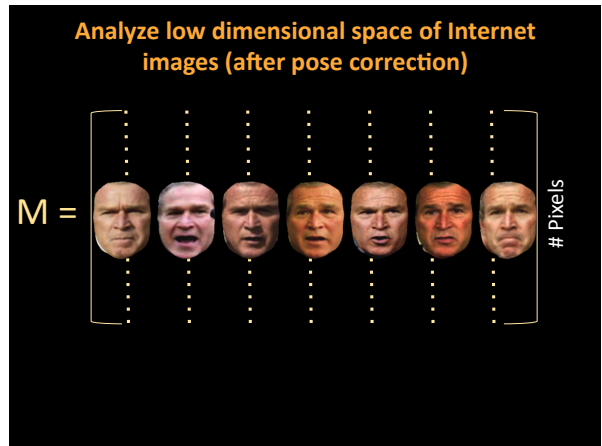 Analyze low dimensional space of Internet
images (after pose correction)
M =
# Pixels